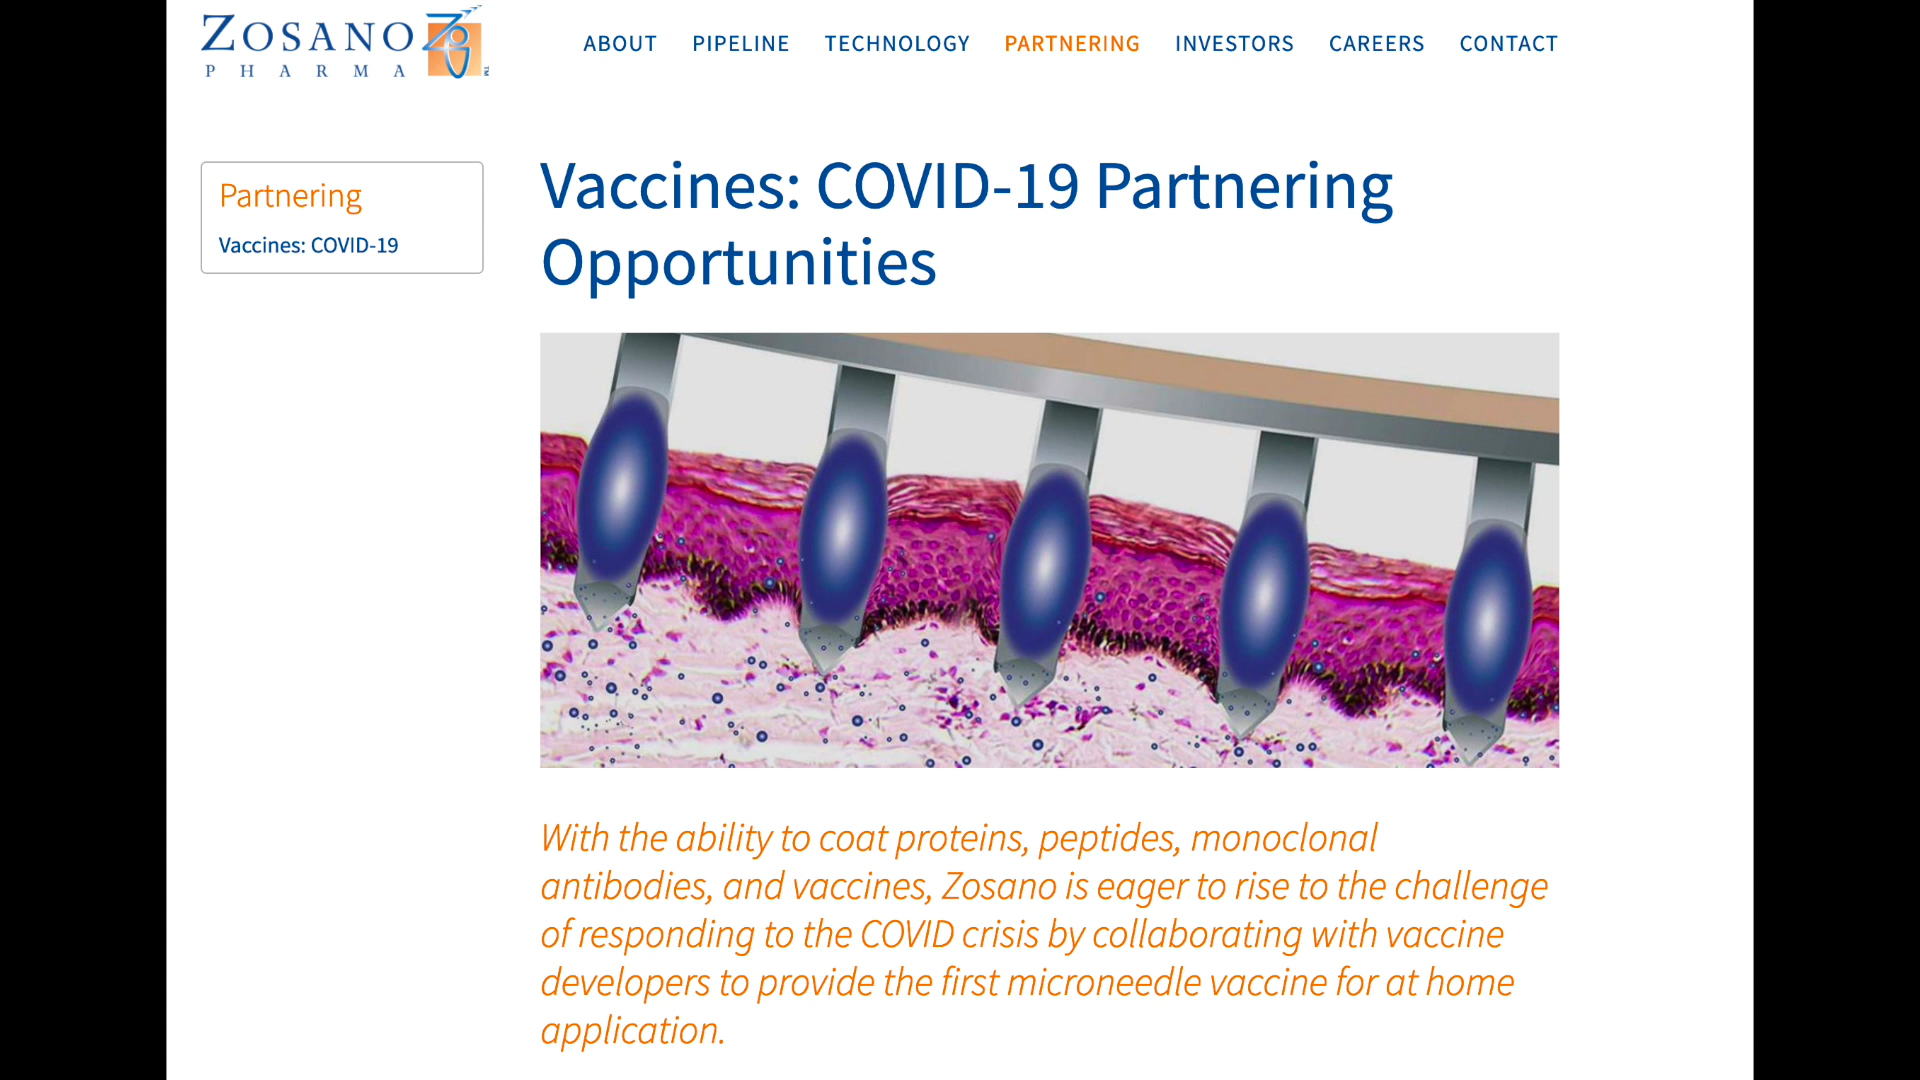 ZOSANO
PHARMA
TM
ABOUT PIPELINE TECHNOLOGY PARTNERING INVESTORS CAREERS CONTACT
Partnering
Vaccines: COVID-19
Vaccines: COVID-19 Partnering
Opportunities
With the ability to coat proteins, peptides, monoclonal
antibodies, and vaccines, Zosano is eager to rise to the challenge
of responding to the COVID crisis by collaborating with vaccine
developers to provide the first microneedle vaccine for at home
application.